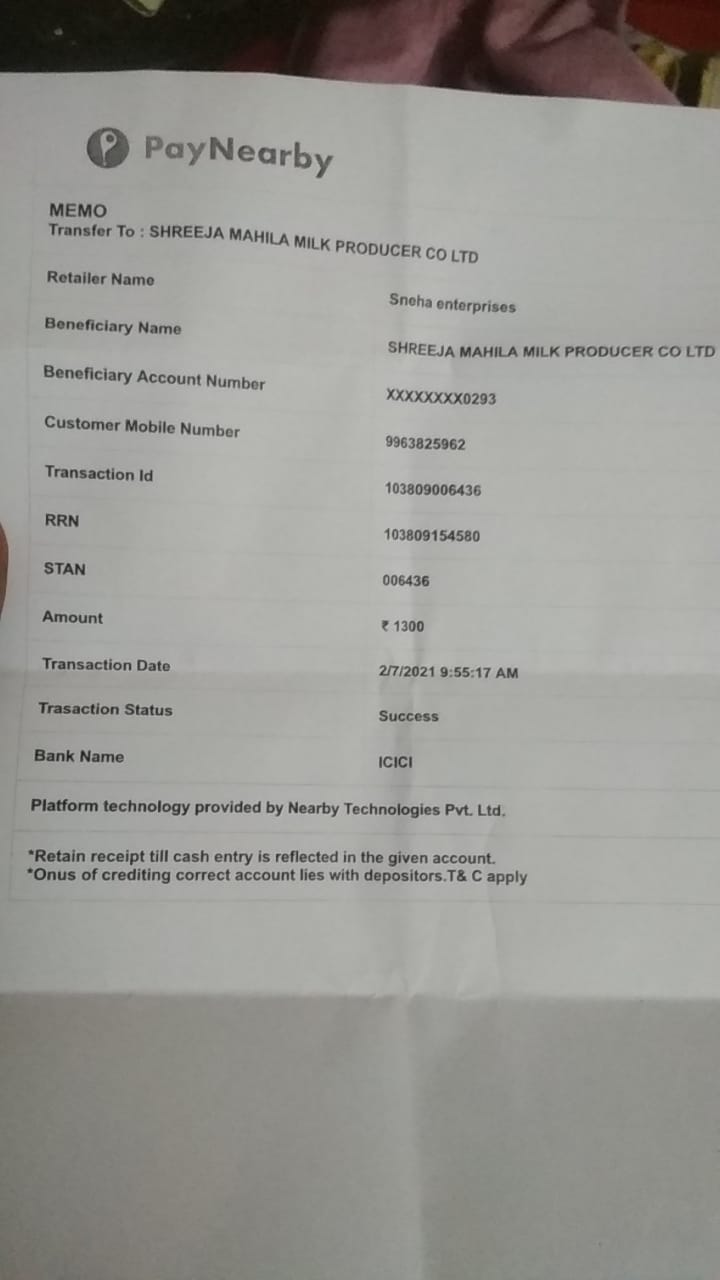 PayNearby
MEMO
Transfer To : SHREEJA MAHILA MILK PRODUCER CO LTD
Retailer Name Sneha enterprises
Beneficiary Name SHREEJA MAHILA MILK PRODUCER CO LTD
Beneficiary Account Number XXXXXXXX0293
Customer Mobile Number 9963825962
Transaction Id 103809006436
RRN 103809154580
STAN 006436
Amount ₹ 1300
Transaction Date 2/7/2021 9:55:17 AM
Trasaction Status Success
Bank Name ICICI
Platform technology provided by Nearby Technologies Pvt. Ltd.
*Retain receipt till cash entry is reflected in the given account.
*Onus of crediting correct account lies with depositors.T& C apply